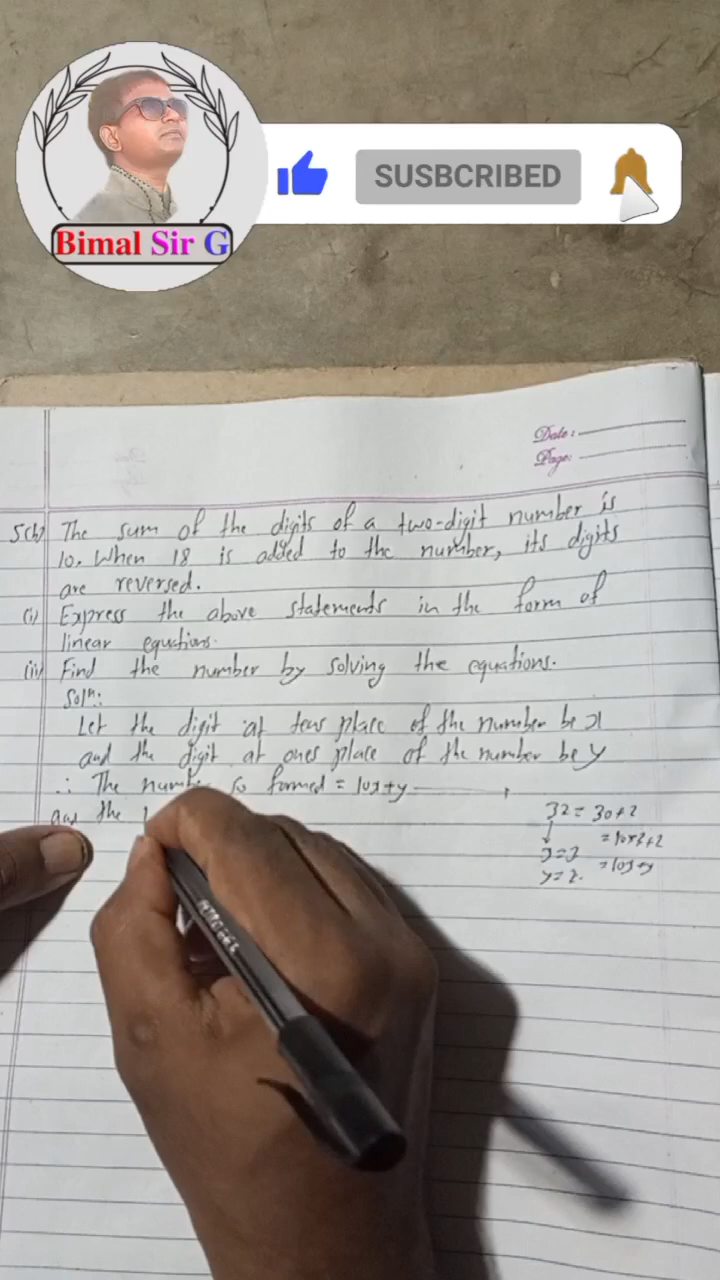 Bimal Sir G
SUSBCRIBED
Date:
Page:
5(b) The sum of the digits of a two-digit number is
10. When 18 is added to the number, its digits
are reversed.
(i) Express the above statements in the form of
linear equations.
(ii) Find the number by solving the equations.
Solⁿ:
Let the digit at tens place of the number be x
and the digit at ones place of the number be y
∴ The number so formed = 10x+y
and the
32 = 30+2
= 10×3+2
x=3 = 10x+y
y=2.